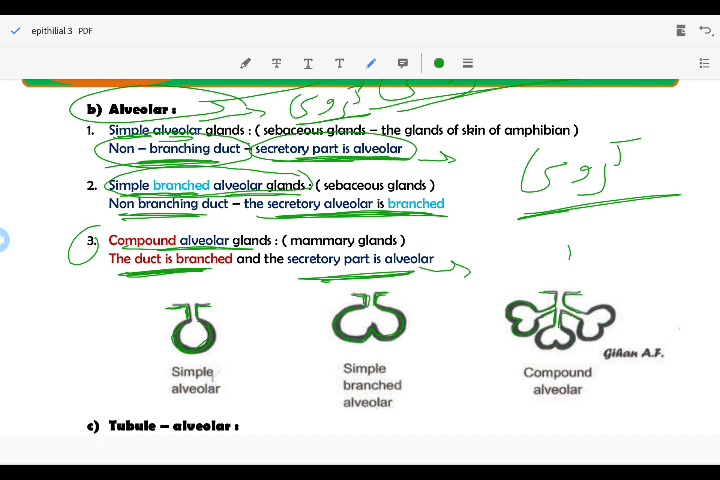 epithilial 3 PDF
b) Alveolar :
1. Simple alveolar glands : ( sebaceous glands – the glands of skin of amphibian )
Non – branching duct – secretory part is alveolar
2. Simple branched alveolar glands : ( sebaceous glands )
Non branching duct – the secretory alveolar is branched
3. Compound alveolar glands : ( mammary glands )
The duct is branched and the secretory part is alveolar
Gihan A.F.
Simple
alveolar
Simple
branched
alveolar
Compound
alveolar
c) Tubule – alveolar :